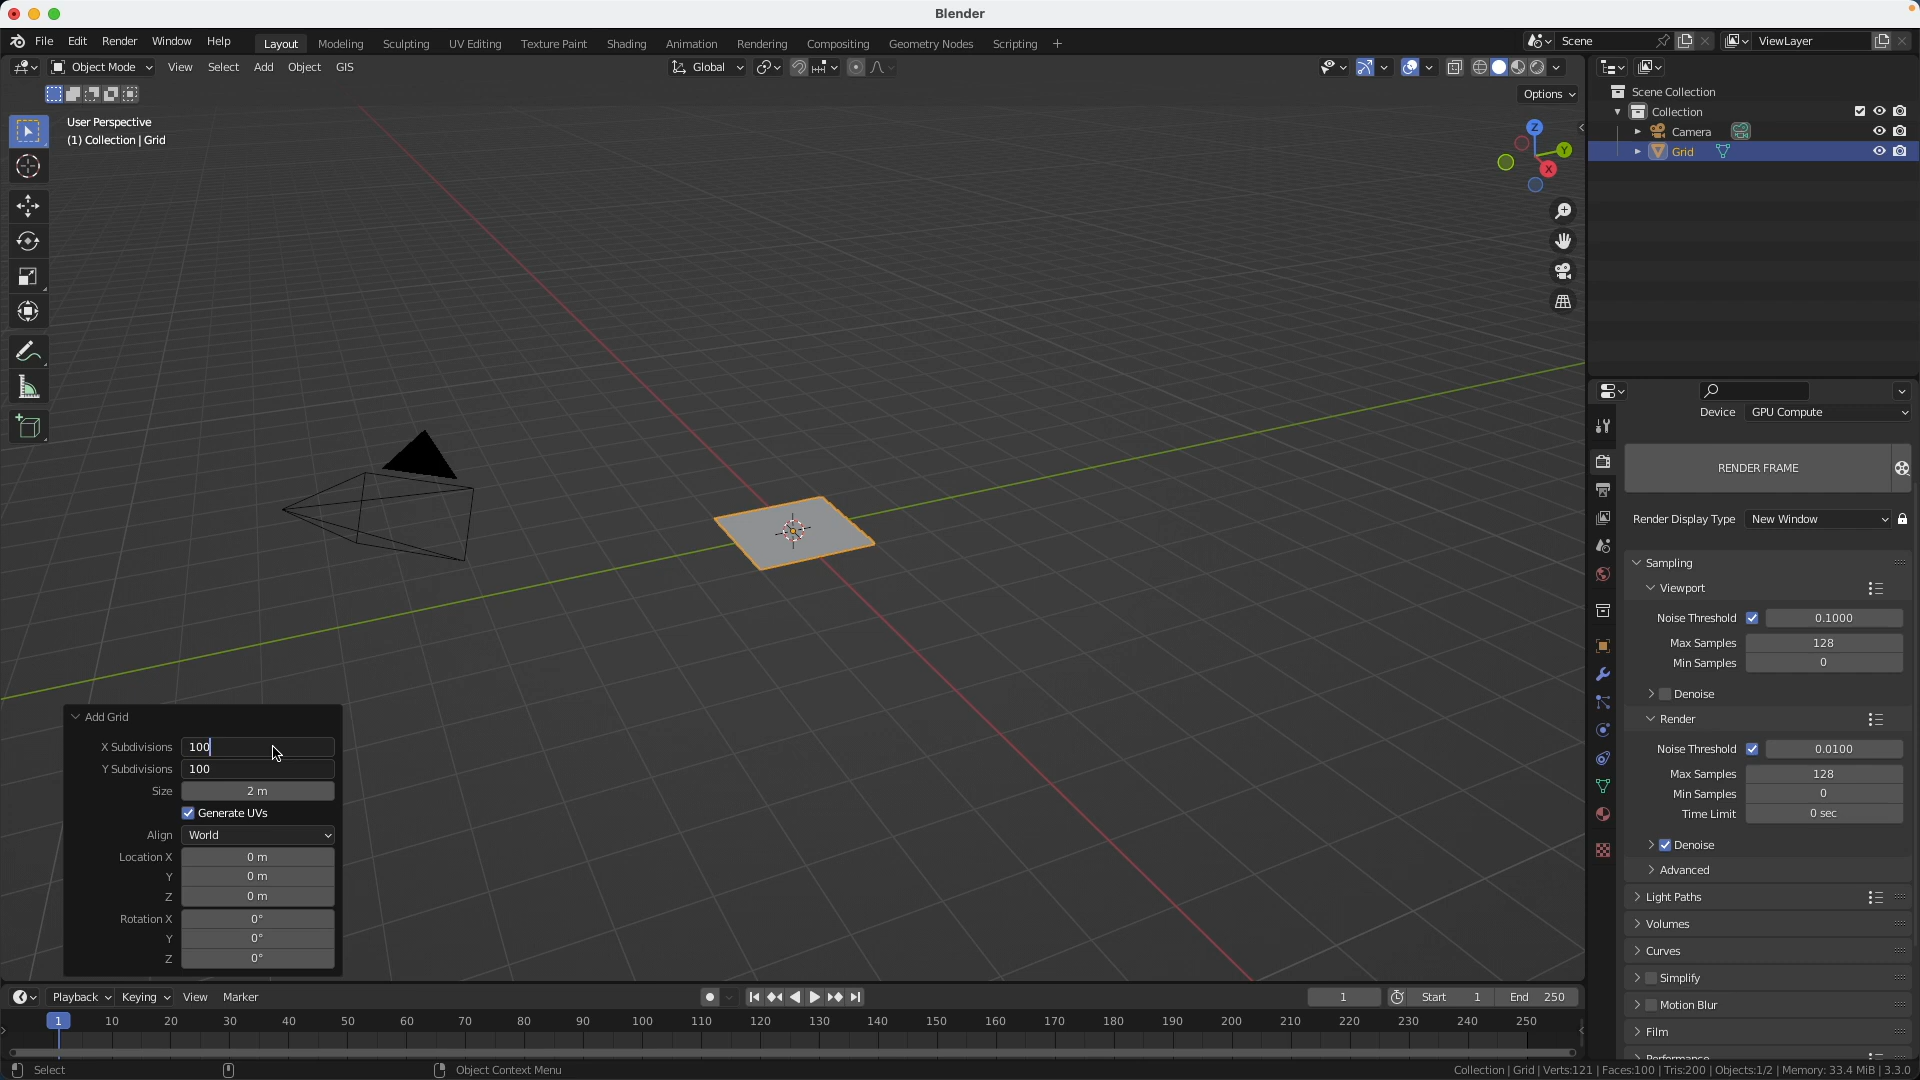 Blender
File Edit Render Window Help
Layout Modeling Sculpting UV Editing Texture Paint Shading Animation Rendering Compositing Geometry Nodes Scripting +
Scene
ViewLayer
Object Mode View Select Add Object GIS
Global
Options
User Perspective
(1) Collection | Grid
Z
Y
X
Scene Collection
Collection
Camera
Grid
Device GPU Compute
RENDER FRAME
Render Display Type New Window
Sampling
Viewport
Noise Threshold 0.1000
Max Samples 128
Min Samples 0
Denoise
Render
Noise Threshold 0.0100
Max Samples 128
Min Samples 0
Time Limit 0 sec
Denoise
Advanced
Light Paths
Volumes
Curves
Simplify
Motion Blur
Film
Performance
Add Grid
X Subdivisions 100
Y Subdivisions 100
Size 2 m
Generate UVs
Align World
Location X 0 m
Y 0 m
Z 0 m
Rotation X 0°
Y 0°
Z 0°
Playback Keying View Marker
1 Start 1 End 250
1 10 20 30 40 50 60 70 80 90 100 110 120 130 140 150 160 170 180 190 200 210 220 230 240 250
Select
Object Context Menu
Collection | Grid | Verts:121 | Faces:100 | Tris:200 | Objects:1/2 | Memory: 33.4 MiB | 3.3.0